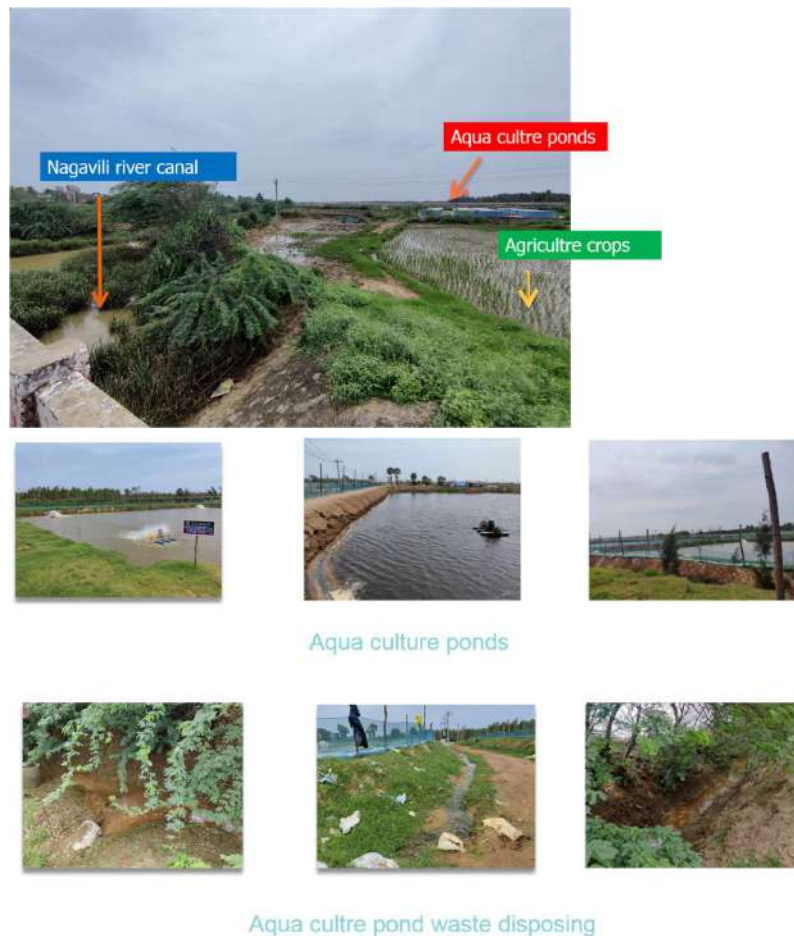 Aqua cultre ponds
Nagavili river canal
Agricultre crops
Aqua culture ponds
Aqua cultre pond waste disposing